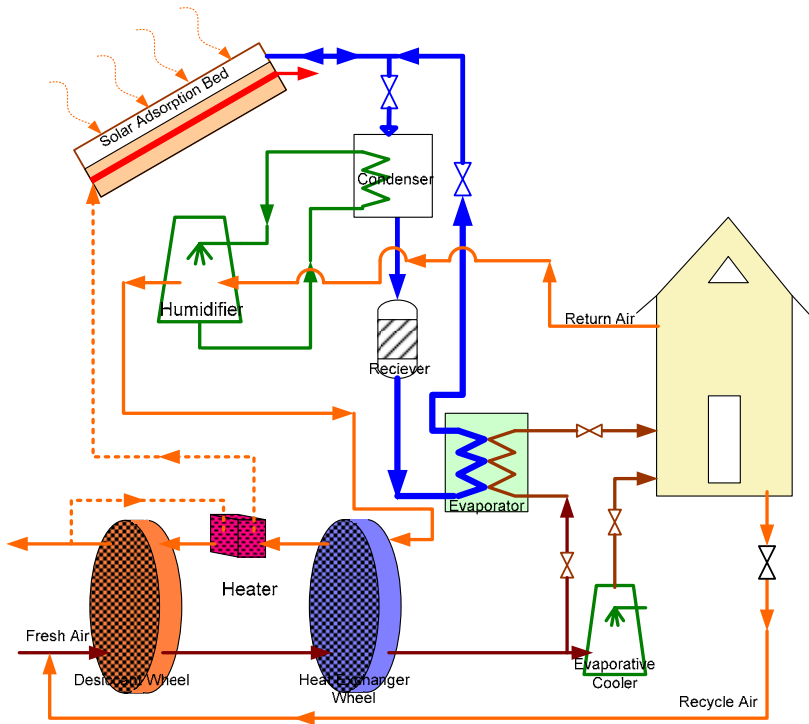 Solar Adsorption Bed
Condenser
Humidifier
Return Air
Reciever
Evaporator
Heater
Fresh Air
Desiccant Wheel
Heat Exchanger
Wheel
Evaporative
Cooler
Recycle Air